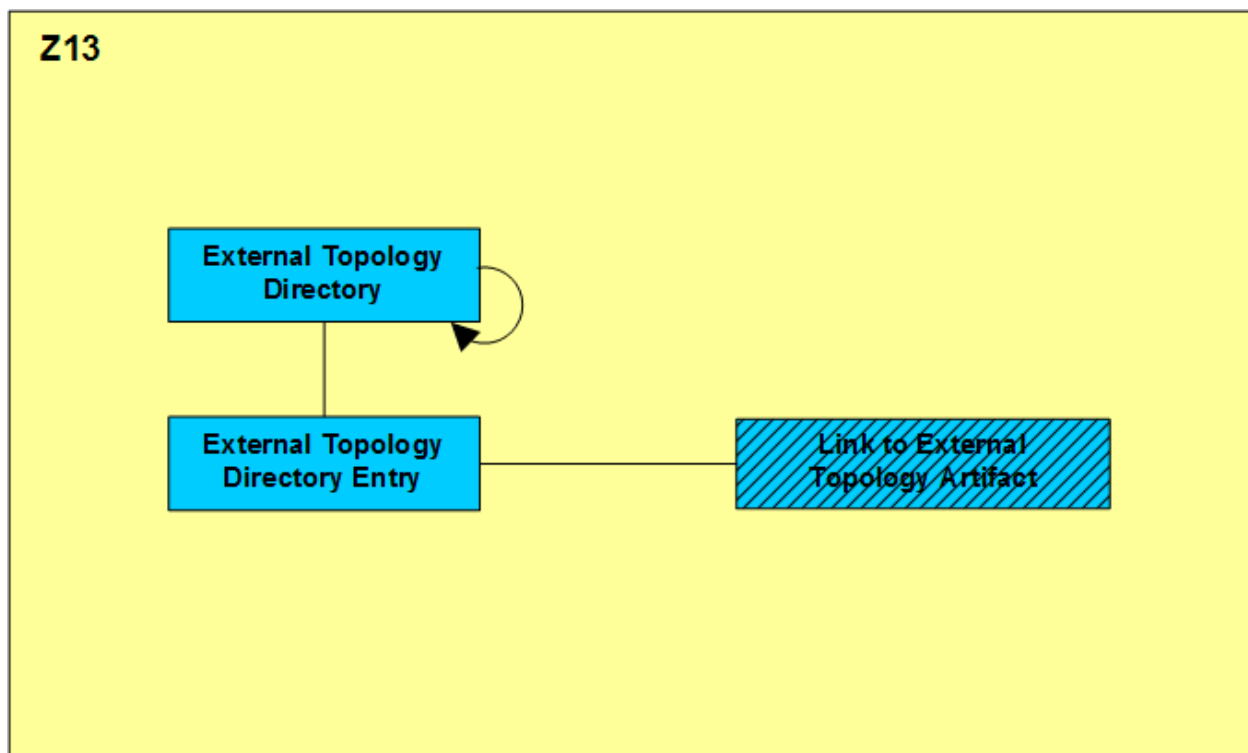 Z13
External Topology
Directory
External Topology
Directory Entry
Link to External
Topology Artifact